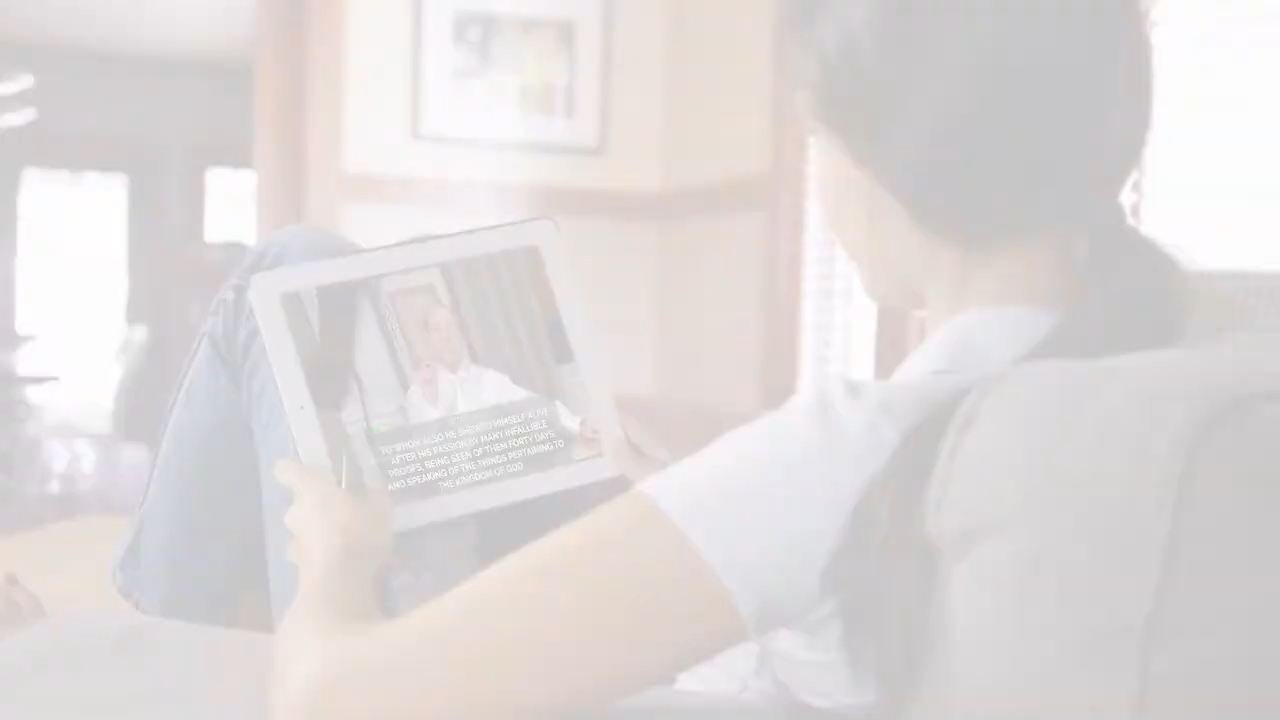 TO WHOM ALSO HE SHEWED HIMSELF ALIVE
AFTER HIS PASSION BY MANY INFALLIBLE
PROOFS, BEING SEEN OF THEM FORTY DAYS,
AND SPEAKING OF THE THINGS PERTAINING TO
THE KINGDOM OF GOD